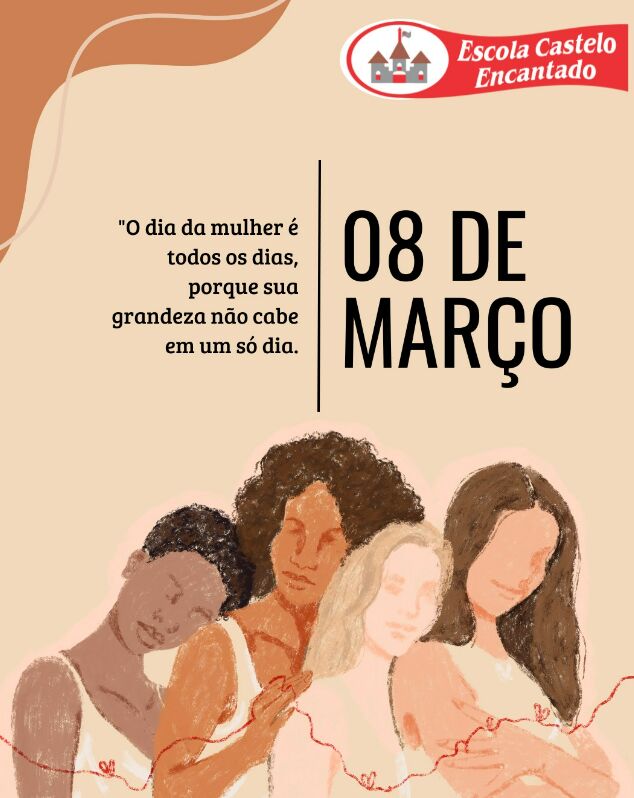 Escola Castelo
Encantado
"O dia da mulher é
todos os dias,
porque sua
grandeza não cabe
em um só dia.
08 DE
MARÇO